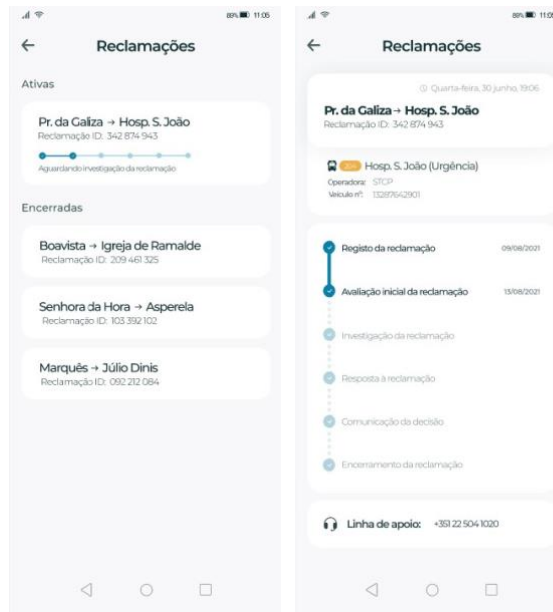 89% 11:05
Reclamações
Ativas
Pr. da Galiza → Hosp. S. João
Reclamação ID: 342 874 943
Aguardando investigação da reclamação
Encerradas
Boavista → Igreja de Ramalde
Reclamação ID: 209 461 325
Senhora da Hora → Asperela
Reclamação ID: 103 392 102
Marquês → Júlio Dinis
Reclamação ID: 092 212 084
89% 11:05
Reclamações
Quarta-feira, 30 junho, 19:06
Pr. da Galiza → Hosp. S. João
Reclamação ID: 342 874 943
Hosp. S. João (Urgência)
Operadora: STCP
Veículo nº: 13287642901
Registo da reclamação 09/08/2021
Avaliação inicial da reclamação 13/08/2021
Investigação da reclamação
Resposta à reclamação
Comunicação da decisão
Encerramento da reclamação
Linha de apoio: +351 22 504 1020